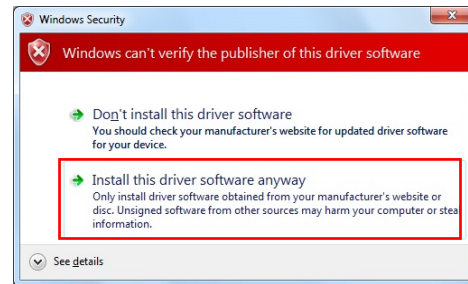 Windows Security
Windows can't verify the publisher of this driver software
Don't install this driver software
You should check your manufacturer's website for updated driver software
for your device.
Install this driver software anyway
Only install driver software obtained from your manufacturer's website or
disc. Unsigned software from other sources may harm your computer or steal
information.
See details